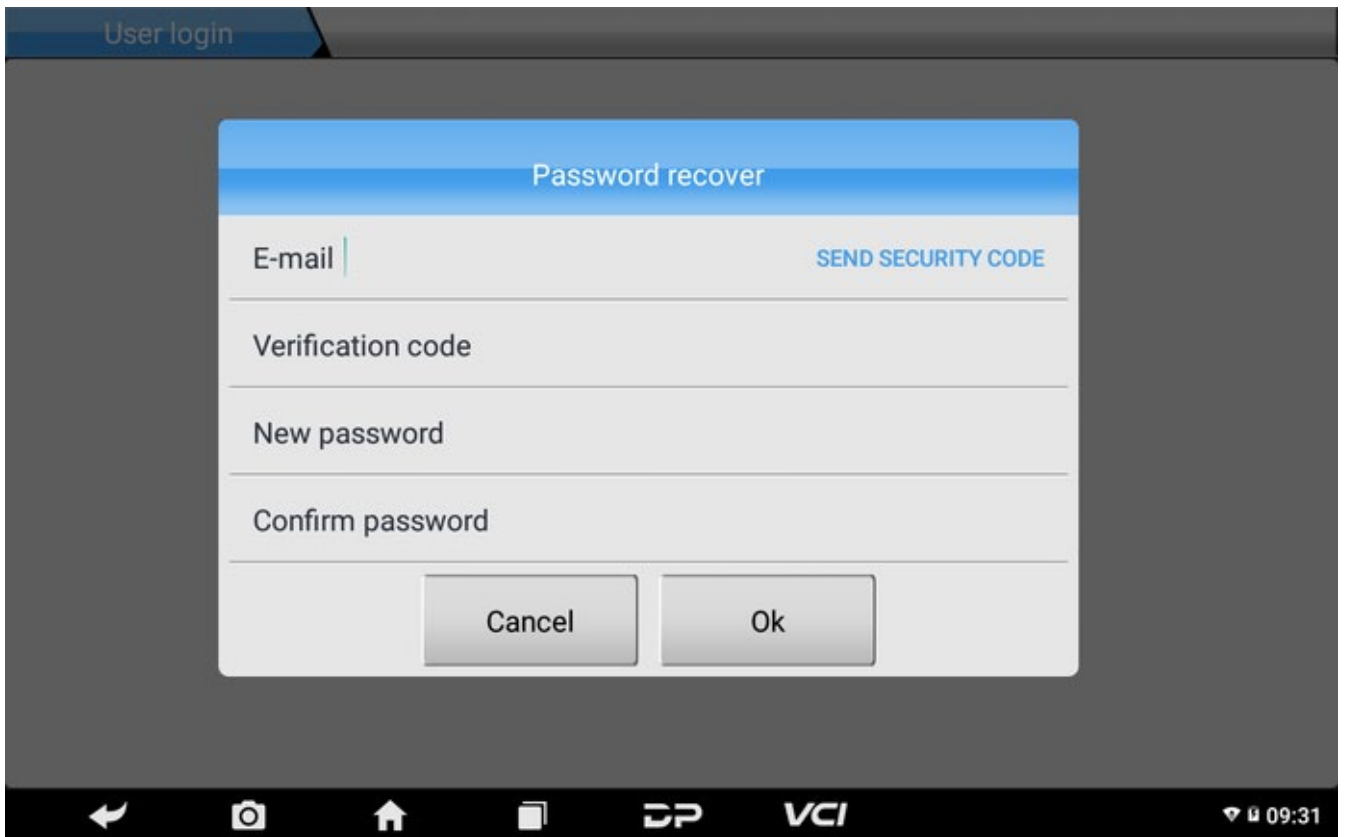 User login
Password recover
E-mail SEND SECURITY CODE
Verification code
New password
Confirm password
Cancel Ok
DP VCI 09:31